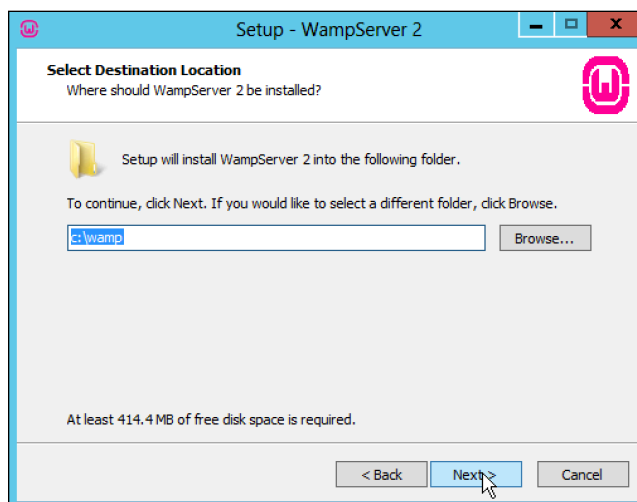 Setup - WampServer 2
Select Destination Location
Where should WampServer 2 be installed?
Setup will install WampServer 2 into the following folder.
To continue, click Next. If you would like to select a different folder, click Browse.
c:\wamp
Browse...
At least 414.4 MB of free disk space is required.
< Back
Next >
Cancel